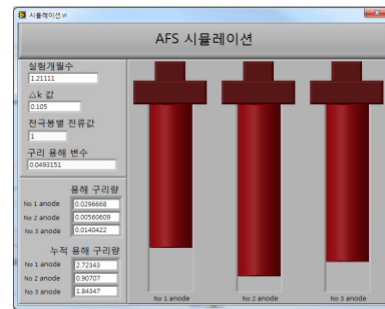 시뮬레이션.vi
AFS 시뮬레이션
실험개월수
1.21111
△k 값
0.105
전극봉별 전류값
1
구리 용해 변수
0.0493151
용해 구리량
No 1 anode 0.0296668
No 2 anode 0.00560609
No 3 anode 0.0140422
누적 용해 구리량
No 1 anode 2.72343
No 2 anode 0.90707
No 3 anode 1.84347
No 1 anode
No 2 anode
No 3 anode